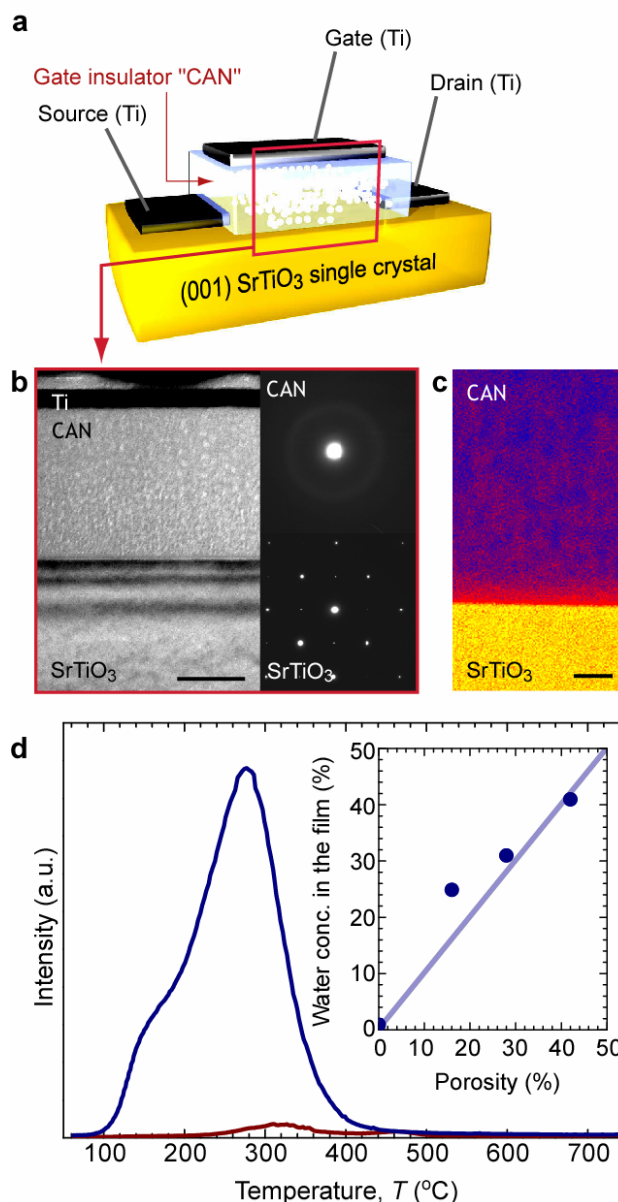 a
Gate (Ti)
Gate insulator "CAN"
Source (Ti)
Drain (Ti)
(001) SrTiO₃ single crystal
b
Ti
CAN
SrTiO₃
CAN
SrTiO₃
c
CAN
SrTiO₃
d
Intensity (a.u.)
100 200 300 400 500 600 700
Temperature, T (ºC)
Water conc. in the film (%)
50
40
30
20
10
0
0 10 20 30 40 50
Porosity (%)